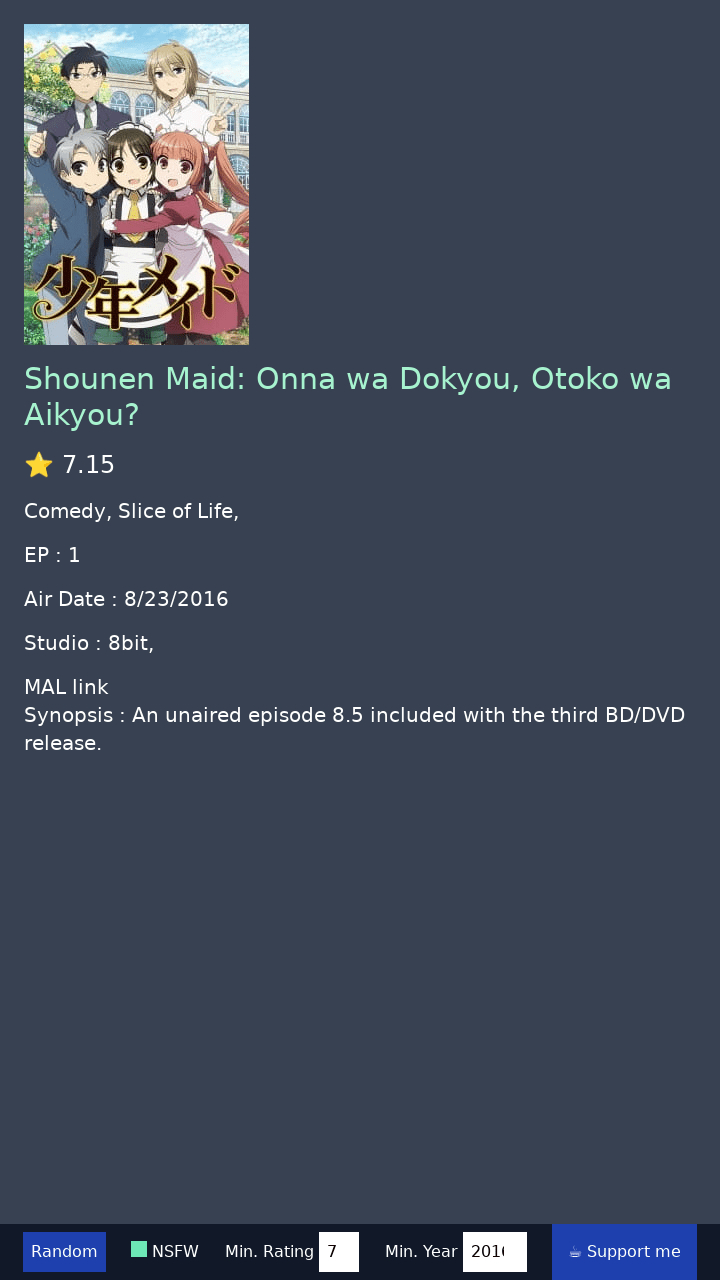 少年メイド
Shounen Maid: Onna wa Dokyou, Otoko wa
Aikyou?
⭐ 7.15
Comedy, Slice of Life,
EP : 1
Air Date : 8/23/2016
Studio : 8bit,
MAL link
Synopsis : An unaired episode 8.5 included with the third BD/DVD
release.
Random NSFW Min. Rating 7 Min. Year 2016 ☕ Support me